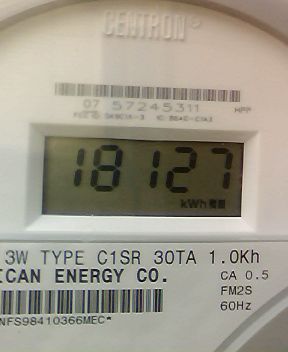 CENTRON®
07 57245311
18127
kWh
3W TYPE C1SR 30TA 1.0Kh
ICAN ENERGY CO.
CA 0.5
FM2S
60Hz
NFS98410366MEC*